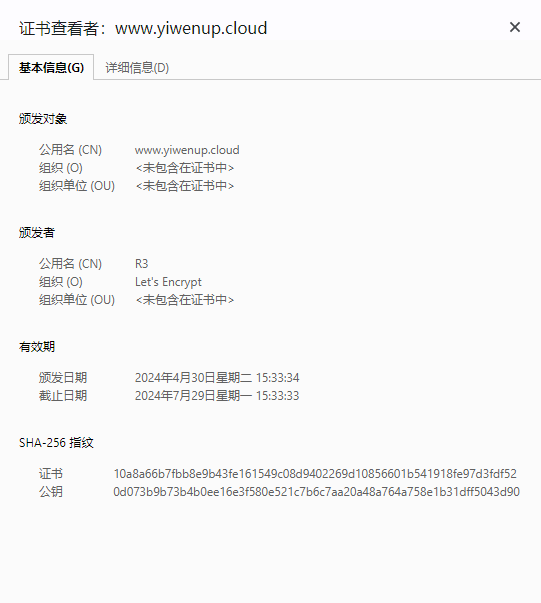 证书查看者：www.yiwenup.cloud
基本信息(G) 详细信息(D)
颁发对象
公用名 (CN) www.yiwenup.cloud
组织 (O) <未包含在证书中>
组织单位 (OU) <未包含在证书中>
颁发者
公用名 (CN) R3
组织 (O) Let's Encrypt
组织单位 (OU) <未包含在证书中>
有效期
颁发日期 2024年4月30日星期二 15:33:34
截止日期 2024年7月29日星期一 15:33:33
SHA-256 指纹
证书 10a8a66b7fbb8e9b43fe161549c08d9402269d10856601b541918fe97d3fdf52
公钥 0d073b9b73b4b0ee16e3f580e521c7b6c7aa20a48a764a758e1b31dff5043d90